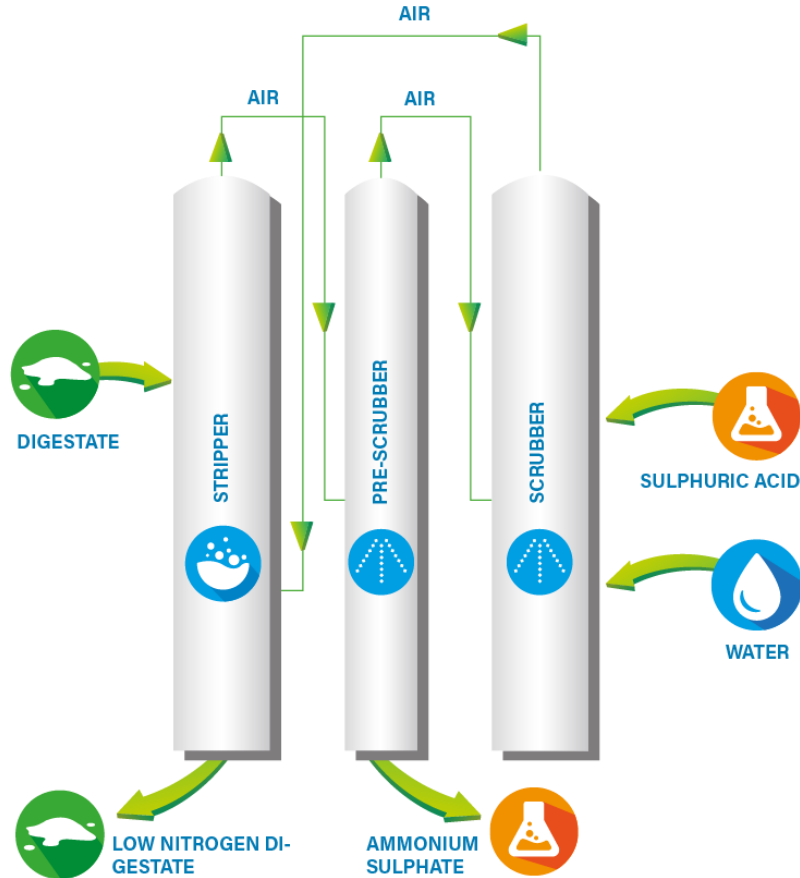 AIR
AIR
AIR
DIGESTATE
STRIPPER
PRE-SCRUBBER
SCRUBBER
SULPHURIC ACID
WATER
LOW NITROGEN DI-
GESTATE
AMMONIUM
SULPHATE